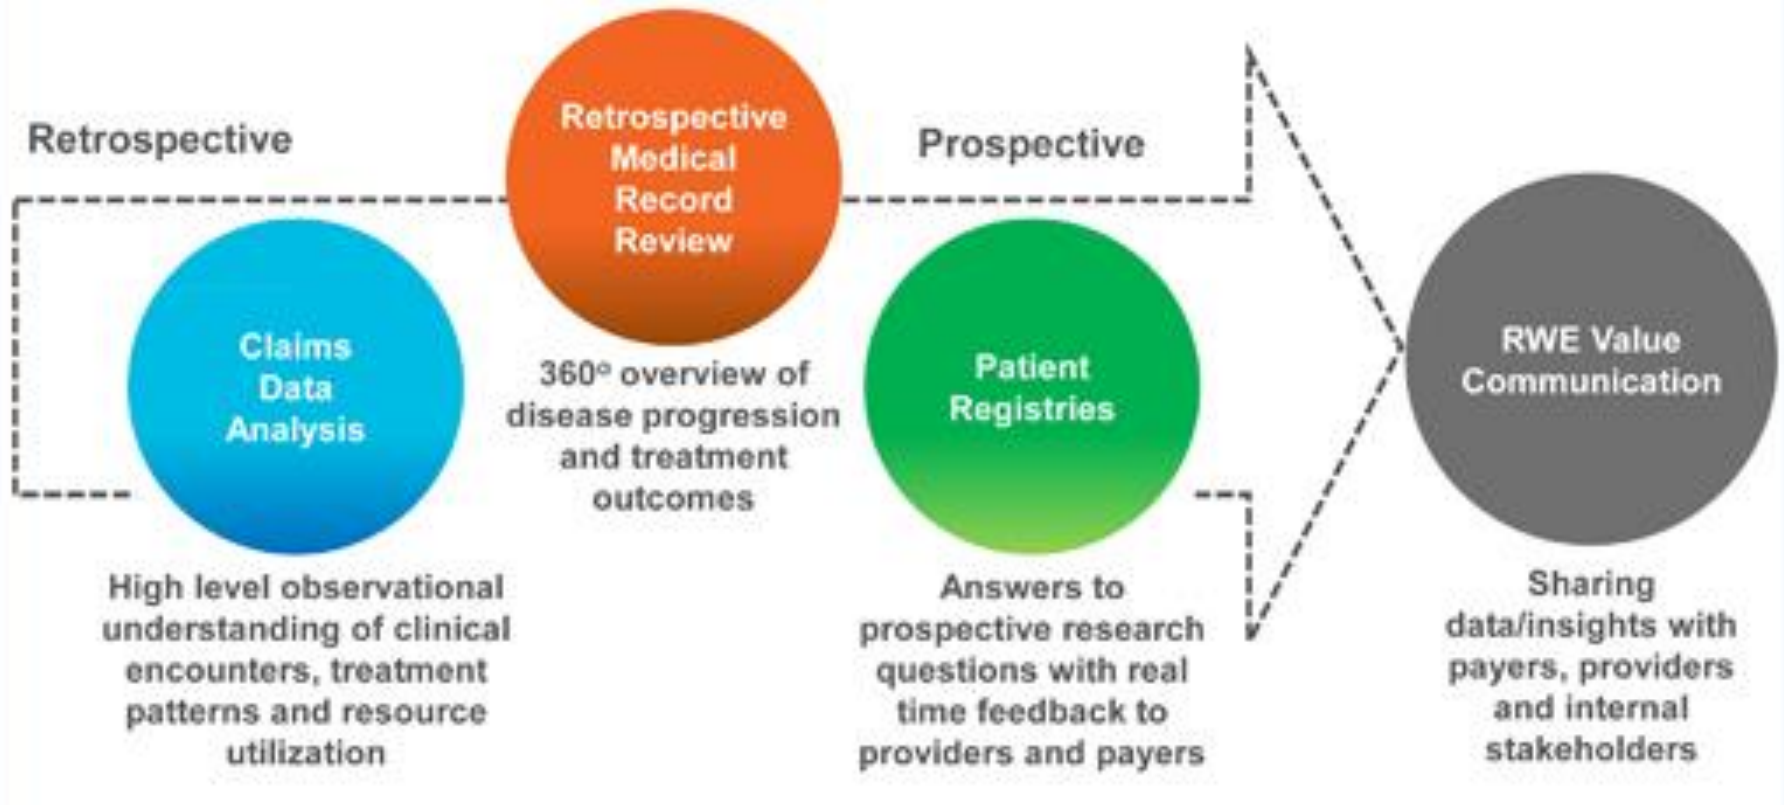 Retrospective
Claims
Data
Analysis
High level observational
understanding of clinical
encounters, treatment
patterns and resource
utilization
Retrospective
Medical
Record
Review
360º overview of
disease progression
and treatment
outcomes
Prospective
Patient
Registries
Answers to
prospective research
questions with real
time feedback to
providers and payers
RWE Value
Communication
Sharing
data/insights with
payers, providers
and internal
stakeholders